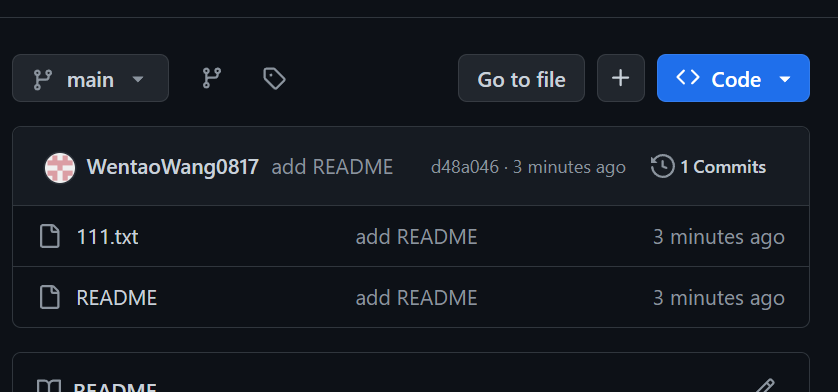 main Go to file Code
WentaoWang0817 add README d48a046 · 3 minutes ago 1 Commits
111.txt add README 3 minutes ago
README add README 3 minutes ago
README